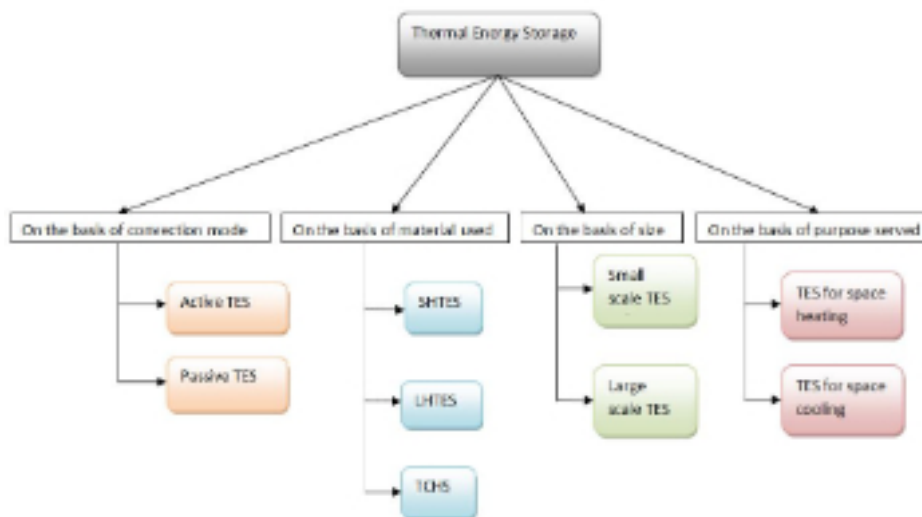 Thermal Energy Storage
On the basis of convection mode
On the basis of material used
On the basis of size
On the basis of purpose served
Active TES
Passive TES
SHTES
LHTES
TCHS
Small
scale TES
Large
scale TES
TES for space
heating
TES for space
cooling